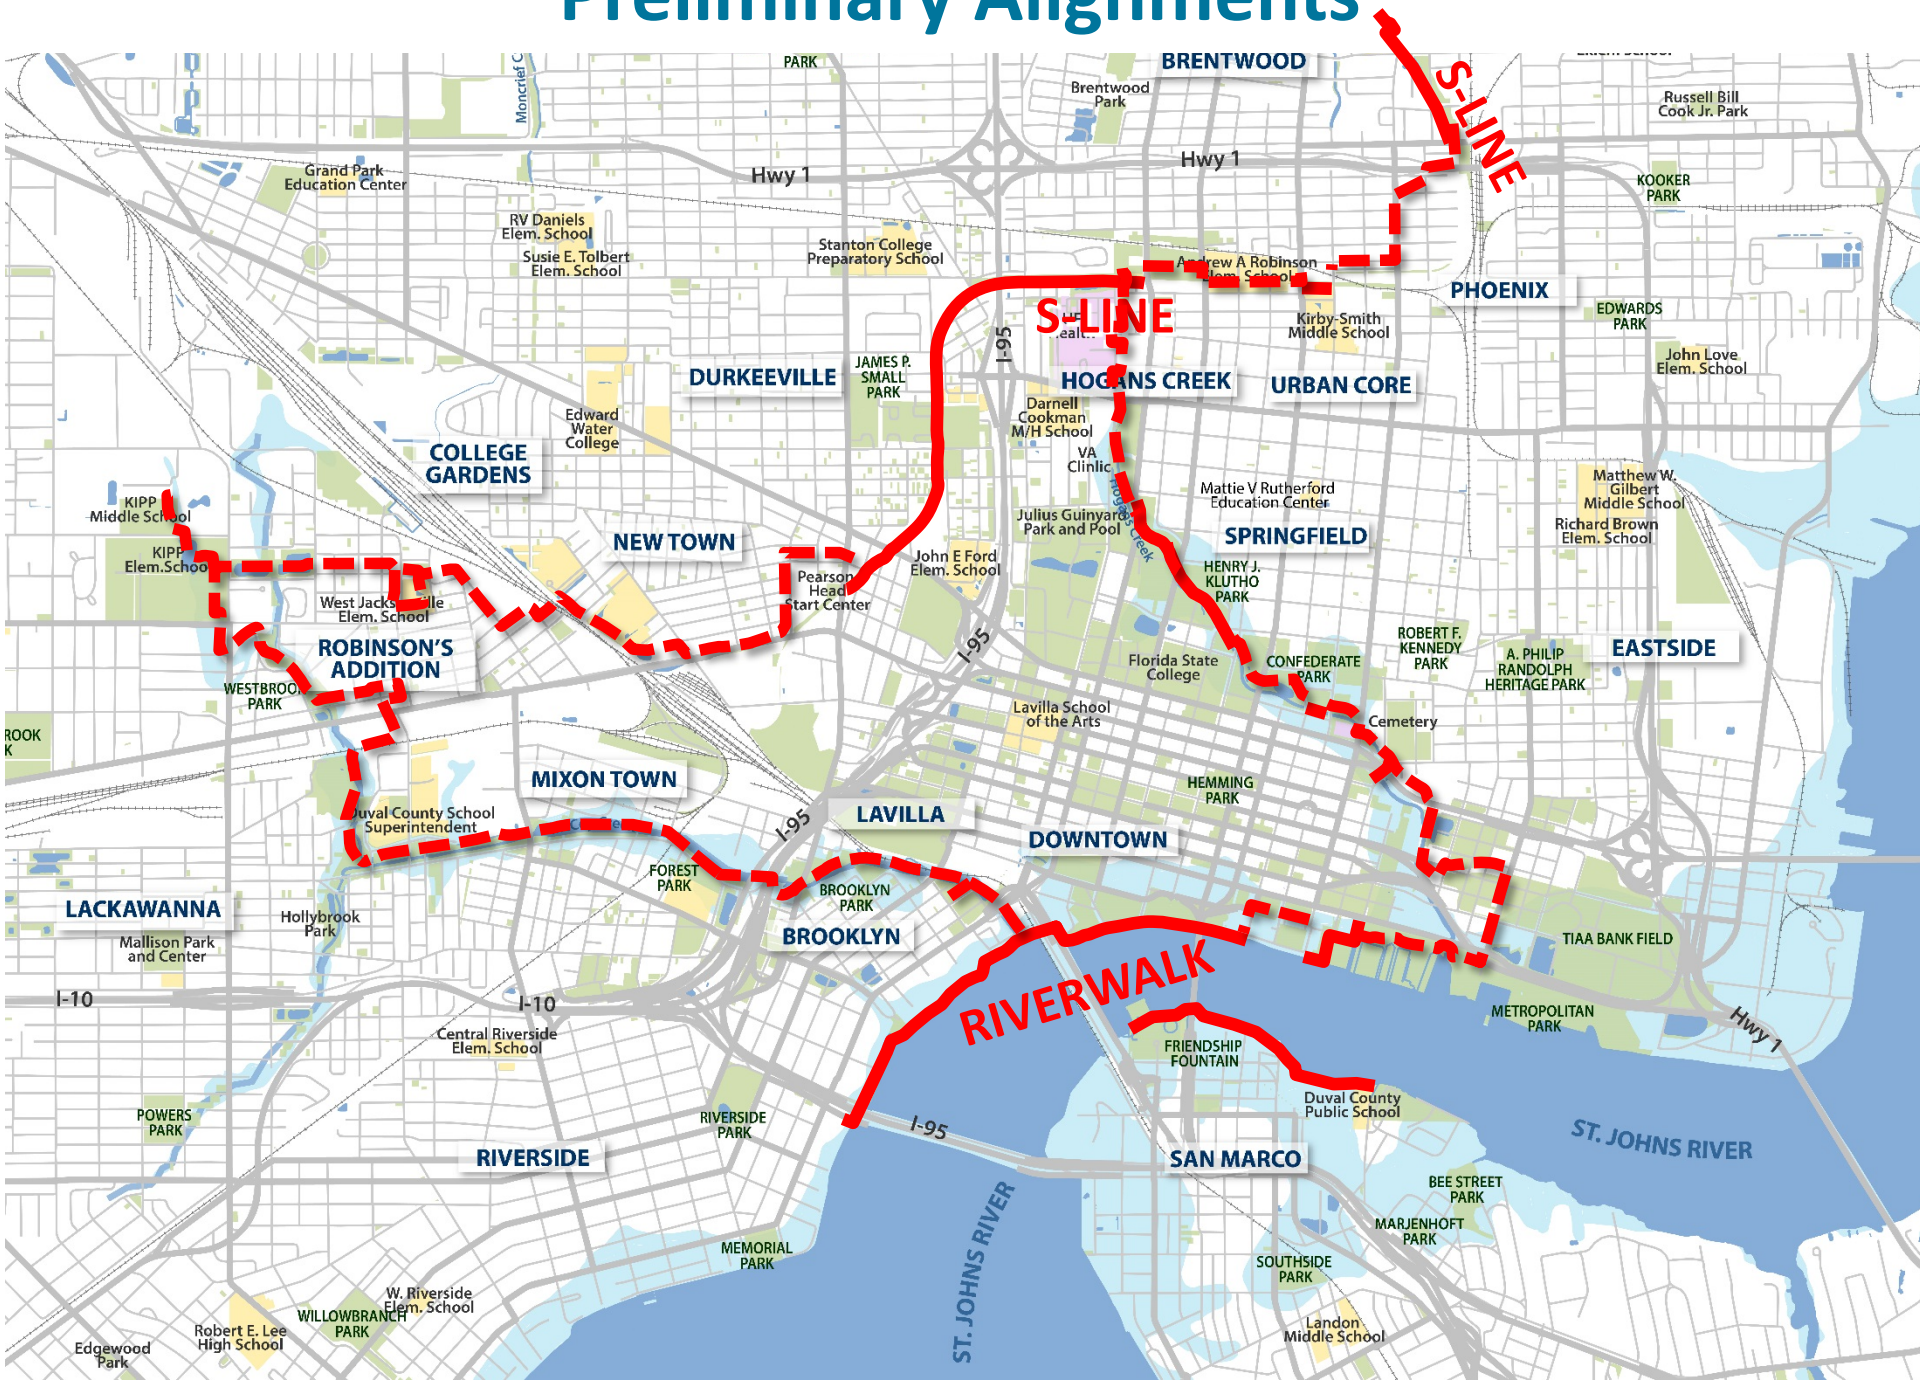 Preliminary Alignments
PARK
BRENTWOOD
S-LINE
Moncrief C
Brentwood
Park
Russell Bill
Cook Jr. Park
Hwy 1
Hwy 1
Grand Park
Education Center
KOOKER
PARK
RV Daniels
Elem. School
Susie E. Tolbert
Elem. School
Stanton College
Preparatory School
Andrew A Robinson
Elem. School
PHOENIX
S-LINE
I-95
Kirby-Smith
Middle School
EDWARDS
PARK
John Love
Elem. School
DURKEEVILLE
JAMES P.
SMALL
PARK
HOGANS CREEK
URBAN CORE
Darnell
Cookman
M/H School
Edward
Water
College
COLLEGE
GARDENS
VA
Clinlic
Hogans Creek
Mattie V Rutherford
Education Center
Matthew W.
Gilbert
Middle School
Richard Brown
Elem. School
KIPP
Middle School
KIPP
Elem.School
NEW TOWN
Julius Guinyard
Park and Pool
SPRINGFIELD
John E Ford
Elem. School
Pearson
Head
Start Center
HENRY J.
KLUTHO
PARK
West Jacksonville
Elem. School
ROBINSON'S
ADDITION
I-95
ROBERT F.
KENNEDY
PARK
A. PHILIP
RANDOLPH
HERITAGE PARK
EASTSIDE
Florida State
College
CONFEDERATE
PARK
WESTBROOK
PARK
Lavilla School
of the Arts
Cemetery
ROOK
K
MIXON TOWN
HEMMING
PARK
Duval County School
Superintendent
I-95
LAVILLA
DOWNTOWN
FOREST
PARK
BROOKLYN
PARK
LACKAWANNA
Hollybrook
Park
BROOKLYN
Mallison Park
and Center
TIAA BANK FIELD
RIVERWALK
I-10
I-10
METROPOLITAN
PARK
Hwy 1
Central Riverside
Elem. School
FRIENDSHIP
FOUNTAIN
Duval County
Public School
POWERS
PARK
RIVERSIDE
PARK
I-95
ST. JOHNS RIVER
RIVERSIDE
SAN MARCO
BEE STREET
PARK
MARJENHOFT
PARK
ST. JOHNS RIVER
MEMORIAL
PARK
SOUTHSIDE
PARK
W. Riverside
Elem. School
WILLOWBRANCH
PARK
Robert E. Lee
High School
Edgewood
Park
Landon
Middle School